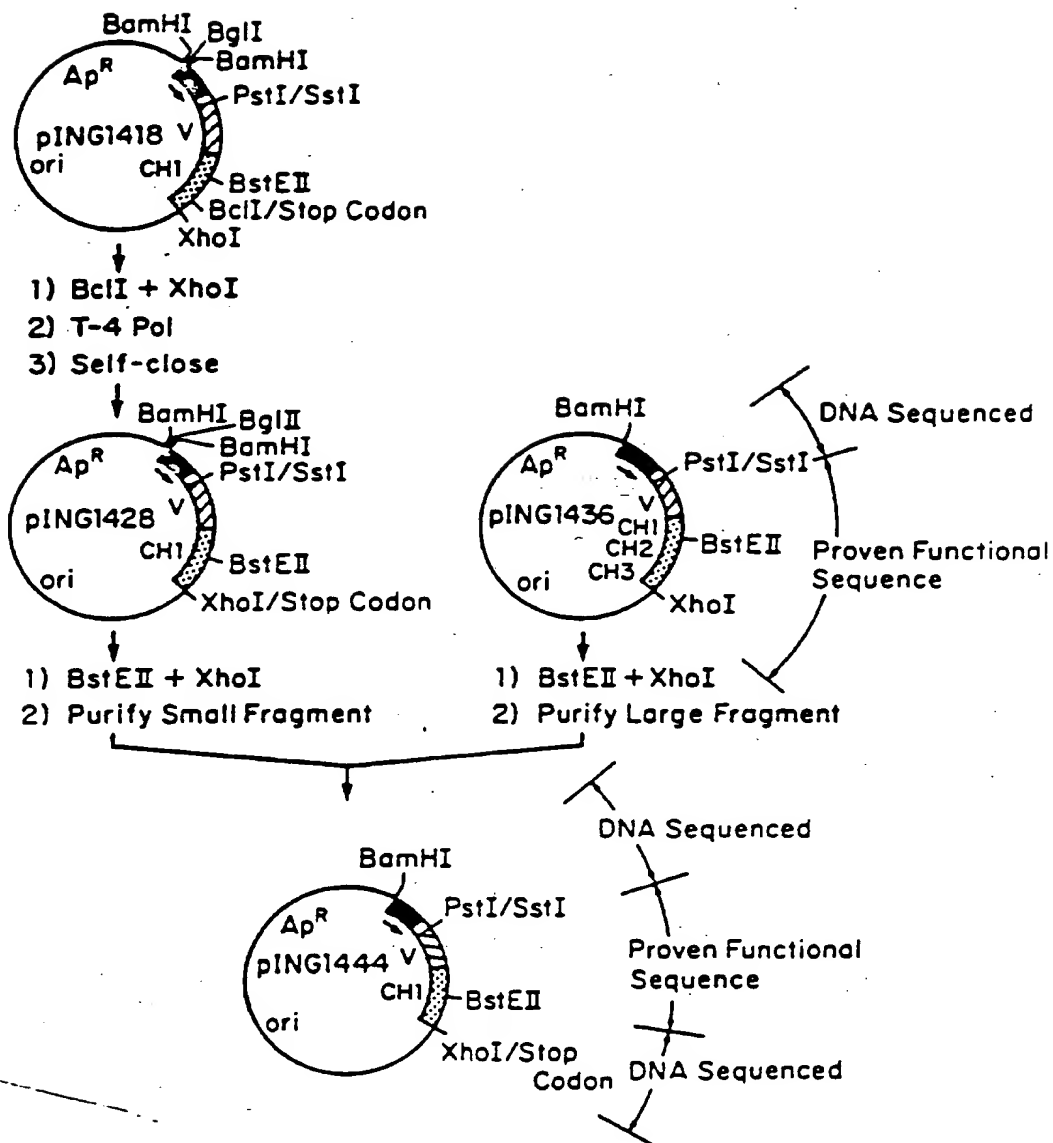 BamHI
BglI
BamHI
Ap^R
PstI/SstI
pING1418
V
ori
CH1
BstEII
BclI/Stop Codon
XhoI
1) BclI + XhoI
2) T-4 Pol
3) Self-close
BamHI
BglII
BamHI
Ap^R
PstI/SstI
V
pING1428
CH1
BstEII
ori
XhoI/Stop Codon
1) BstEII + XhoI
2) Purify Small Fragment
BamHI
Ap^R
PstI/SstI
V
pING1436
CH1
CH2
CH3
BstEII
ori
XhoI
DNA Sequenced
Proven Functional
Sequence
1) BstEII + XhoI
2) Purify Large Fragment
BamHI
Ap^R
PstI/SstI
V
pING1444
CH1
BstEII
ori
XhoI/Stop
Codon
DNA Sequenced
Proven Functional
Sequence
DNA Sequenced